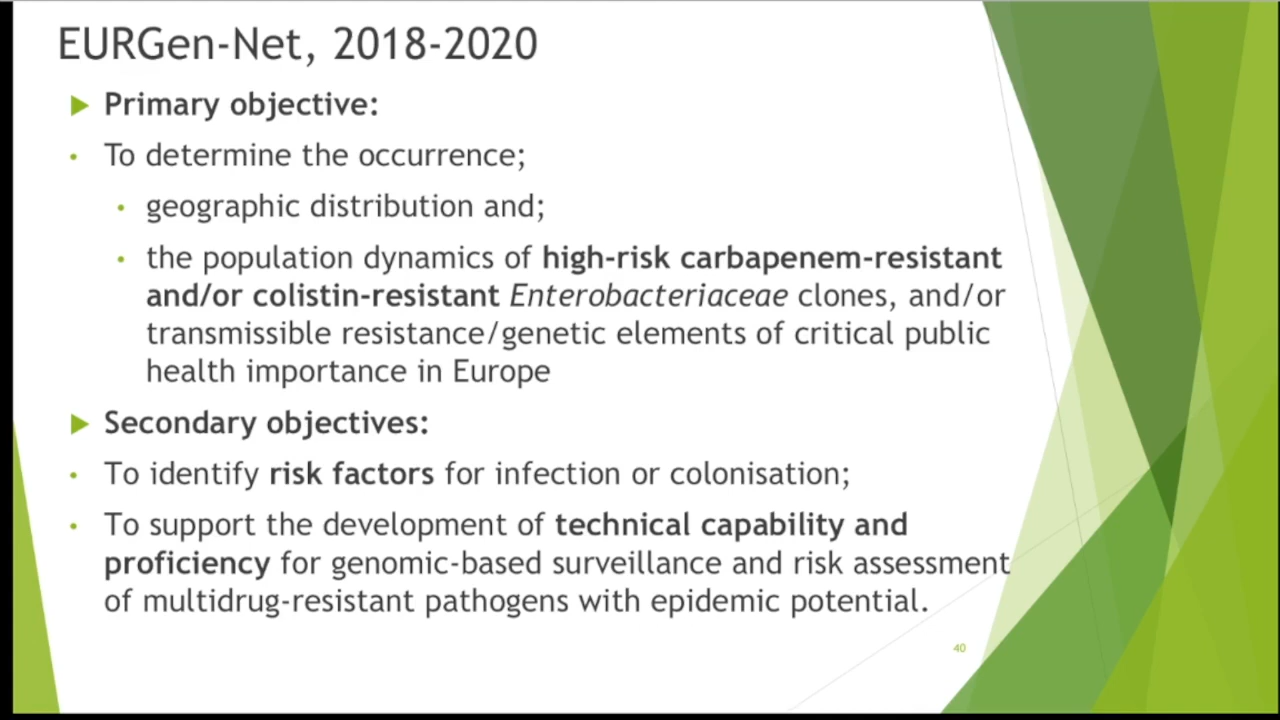 EURGen-Net, 2018-2020
Primary objective:
To determine the occurrence;
geographic distribution and;
the population dynamics of high-risk carbapenem-resistant
and/or colistin-resistant Enterobacteriaceae clones, and/or
transmissible resistance/genetic elements of critical public
health importance in Europe
Secondary objectives:
To identify risk factors for infection or colonisation;
To support the development of technical capability and
proficiency for genomic-based surveillance and risk assessment
of multidrug-resistant pathogens with epidemic potential.
40